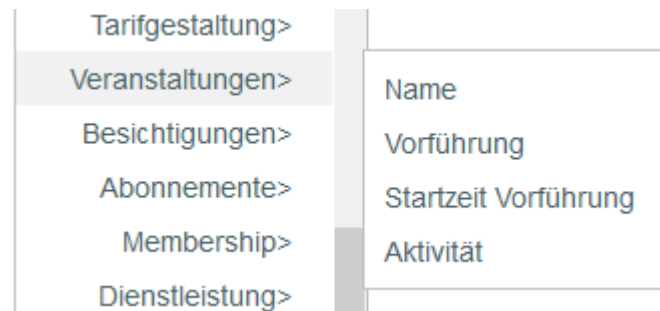 Tarifgestaltung>
Veranstaltungen>
Besichtigungen>
Abonnemente>
Membership>
Dienstleistung>
Name
Vorführung
Startzeit Vorführung
Aktivität